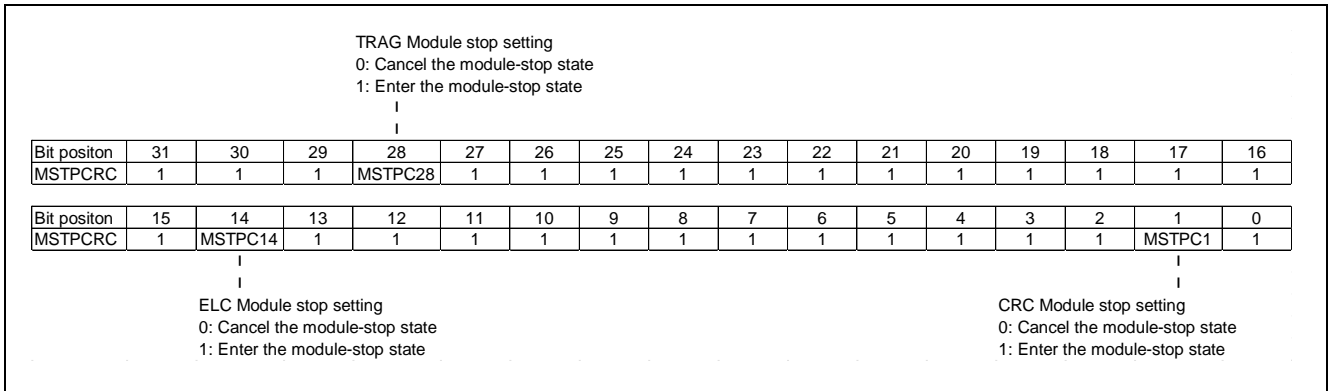 TRAG Module stop setting
0: Cancel the module-stop state
1: Enter the module-stop state
Bit positon 31 30 29 28 27 26 25 24 23 22 21 20 19 18 17 16
MSTPCRC 1 1 1 MSTPC28 1 1 1 1 1 1 1 1 1 1 1 1
Bit positon 15 14 13 12 11 10 9 8 7 6 5 4 3 2 1 0
MSTPCRC 1 MSTPC14 1 1 1 1 1 1 1 1 1 1 1 1 MSTPC1 1
ELC Module stop setting
0: Cancel the module-stop state
1: Enter the module-stop state
CRC Module stop setting
0: Cancel the module-stop state
1: Enter the module-stop state